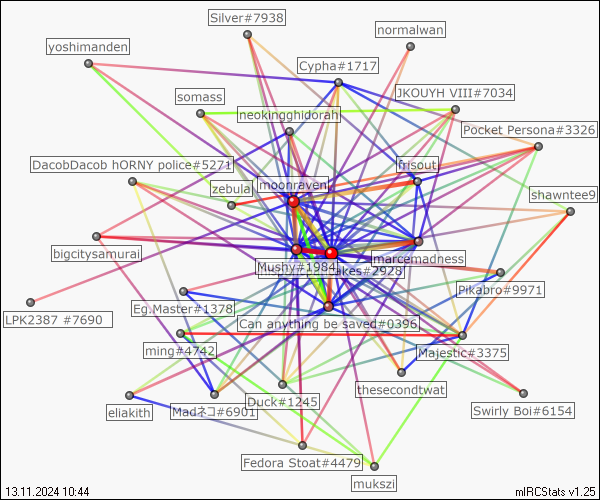 Silver#7938
normalwan
yoshimanden
Cypha#1717
JKOUYH VIII#7034
somass
neokingghidorah
Pocket Persona#3326
DacobDacob hORNY police#5271
frisout
moonraven
zebula
shawntee9
bigcitysamurai
marcemadness
Mushy#1984
akes#2928
Pikabro#9971
LPK2387 #7690
Eg.Master#1378
Can anything be saved#0396
ming#4742
Majestic#3375
thesecondtwat
eliakith
Madネコ#6901
Duck#1245
Swirly Boi#6154
Fedora Stoat#4479
mukszi
13.11.2024 10:44
mIRCStats v1.25